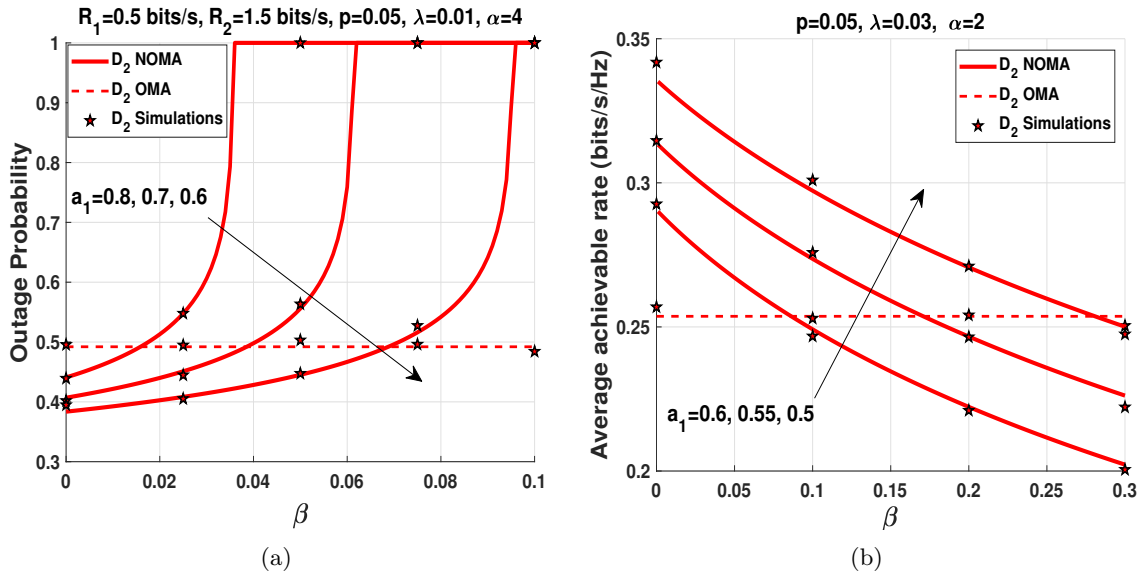 R₁=0.5 bits/s, R₂=1.5 bits/s, p=0.05, λ=0.01, α=4
1
0.9
0.8
0.7
0.6
0.5
0.4
0.3
Outage Probability
D₂ NOMA
D₂ OMA
D₂ Simulations
a₁=0.8, 0.7, 0.6
0
0.02
0.04
0.06
0.08
0.1
β
(a)
p=0.05, λ=0.03, α=2
0.35
0.3
0.25
0.2
Average achievable rate (bits/s/Hz)
D₂ NOMA
D₂ OMA
D₂ Simulations
a₁=0.6, 0.55, 0.5
0
0.05
0.1
0.15
0.2
0.25
0.3
β
(b)